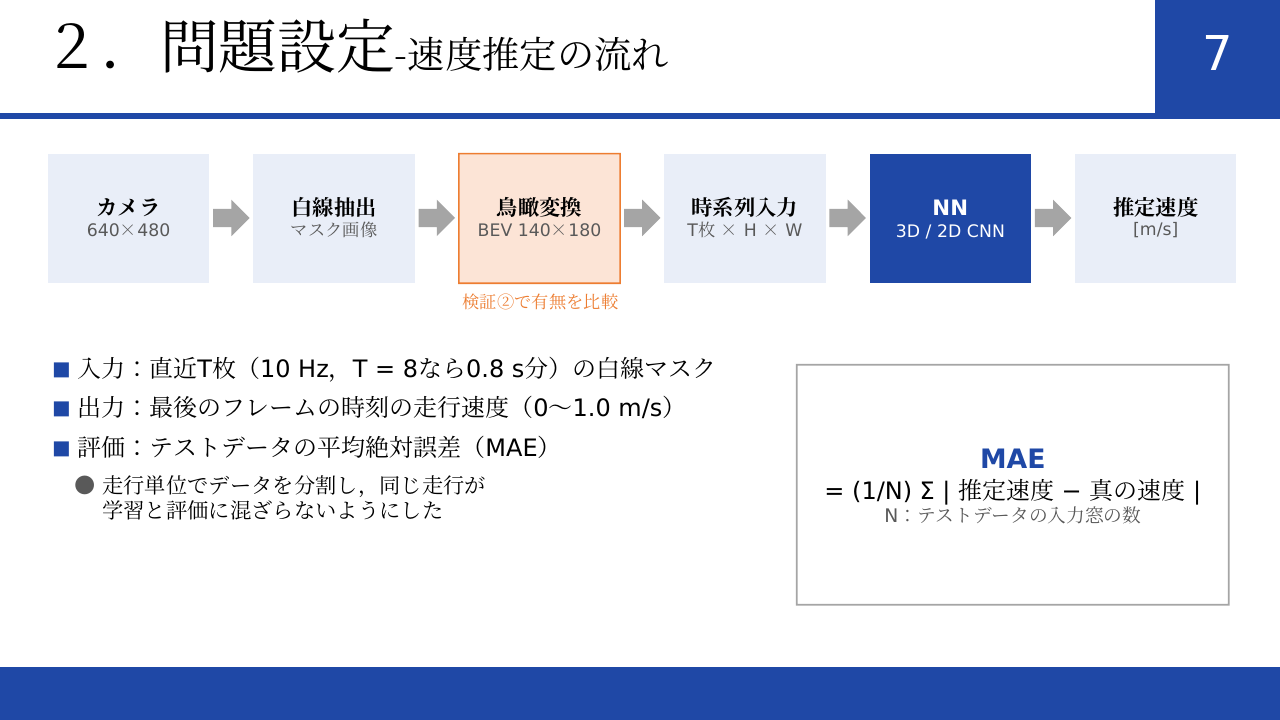 ２．問題設定-速度推定の流れ
7
カメラ
640×480
白線抽出
マスク画像
鳥瞰変換
BEV 140×180
時系列入力
T枚 × H × W
NN
3D / 2D CNN
推定速度
[m/s]
検証②で有無を比較
■ 入力：直近T枚（10 Hz，T = 8なら0.8 s分）の白線マスク
■ 出力：最後のフレームの時刻の走行速度（0～1.0 m/s）
■ 評価：テストデータの平均絶対誤差（MAE）
● 走行単位でデータを分割し，同じ走行が
学習と評価に混ざらないようにした
MAE
= (1/N) Σ | 推定速度 − 真の速度 |
N：テストデータの入力窓の数